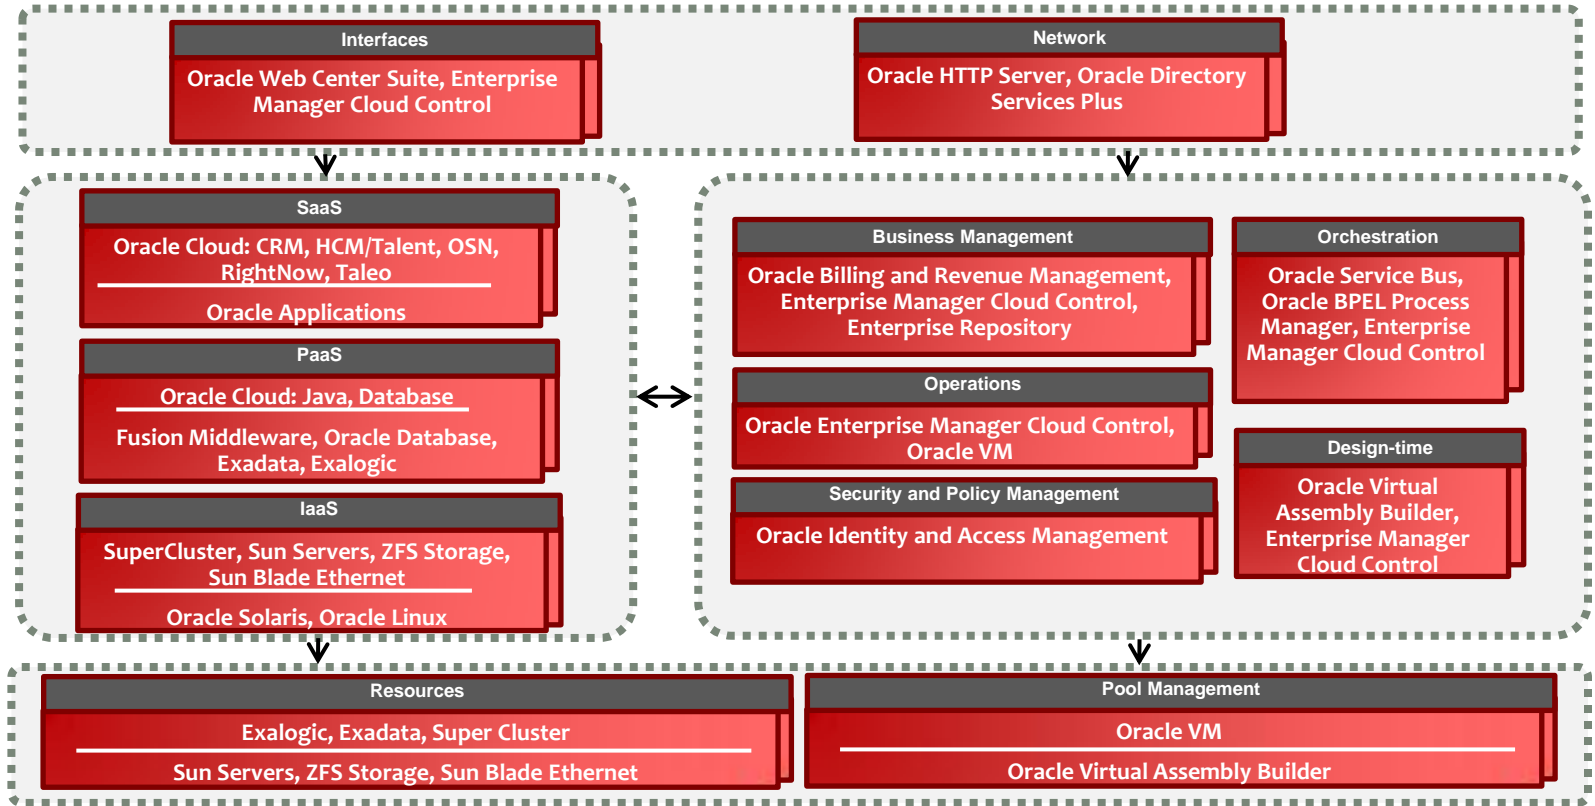 Interfaces
Oracle Web Center Suite, Enterprise
Manager Cloud Control
Network
Oracle HTTP Server, Oracle Directory
Services Plus
SaaS
Oracle Cloud: CRM, HCM/Talent, OSN,
RightNow, Taleo
Oracle Applications
PaaS
Oracle Cloud: Java, Database
Fusion Middleware, Oracle Database,
Exadata, Exalogic
IaaS
SuperCluster, Sun Servers, ZFS Storage,
Sun Blade Ethernet
Oracle Solaris, Oracle Linux
Business Management
Oracle Billing and Revenue Management,
Enterprise Manager Cloud Control,
Enterprise Repository
Operations
Oracle Enterprise Manager Cloud Control,
Oracle VM
Security and Policy Management
Oracle Identity and Access Management
Orchestration
Oracle Service Bus,
Oracle BPEL Process
Manager, Enterprise
Manager Cloud Control
Design-time
Oracle Virtual
Assembly Builder,
Enterprise Manager
Cloud Control
Resources
Exalogic, Exadata, Super Cluster
Sun Servers, ZFS Storage, Sun Blade Ethernet
Pool Management
Oracle VM
Oracle Virtual Assembly Builder